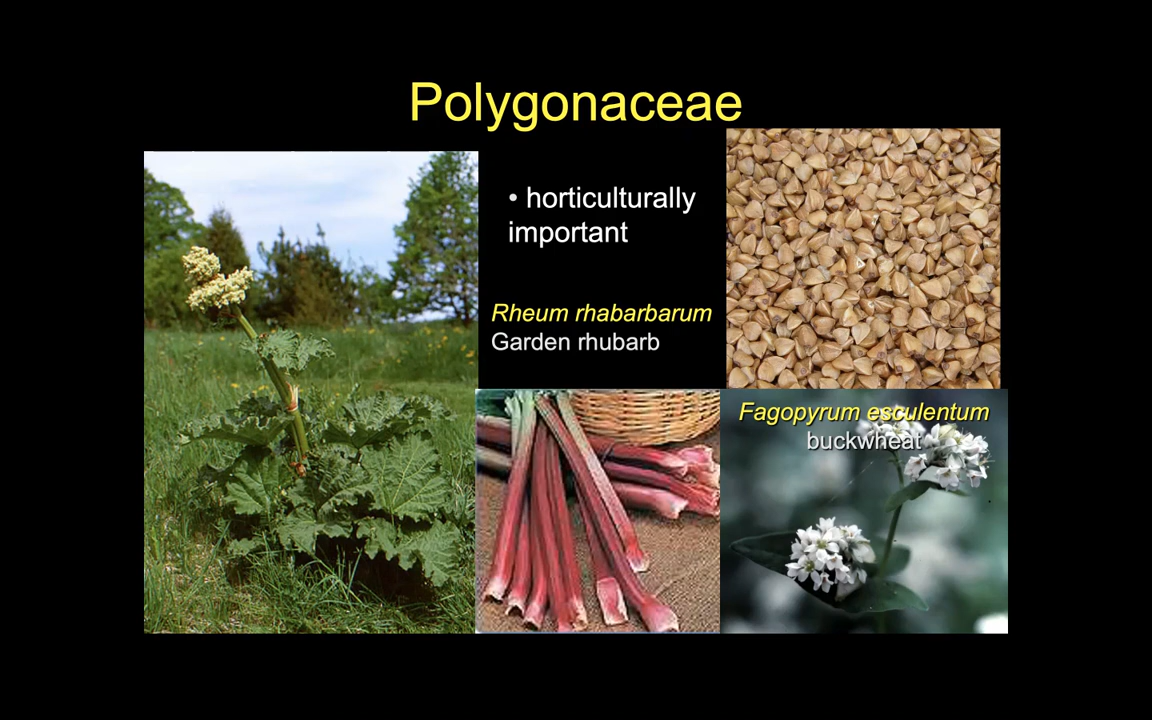 Polygonaceae
• horticulturally
important
Rheum rhabarbarum
Garden rhubarb
Fagopyrum esculentum
buckwheat